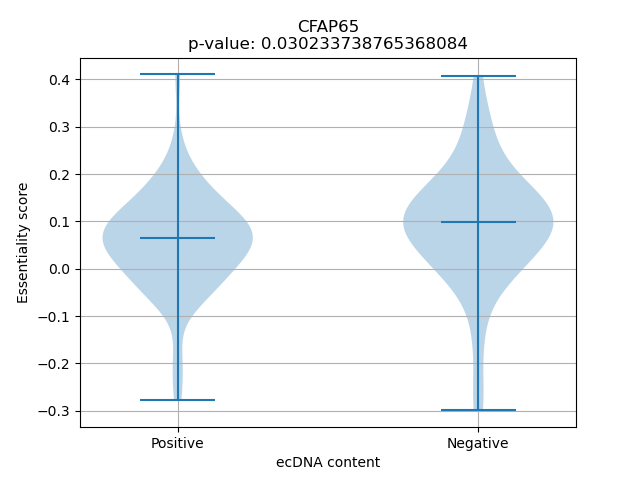 CFAP65
p-value: 0.030233738765368084
Essentiality score
0.4
0.3
0.2
0.1
0.0
−0.1
−0.2
−0.3
Positive
Negative
ecDNA content